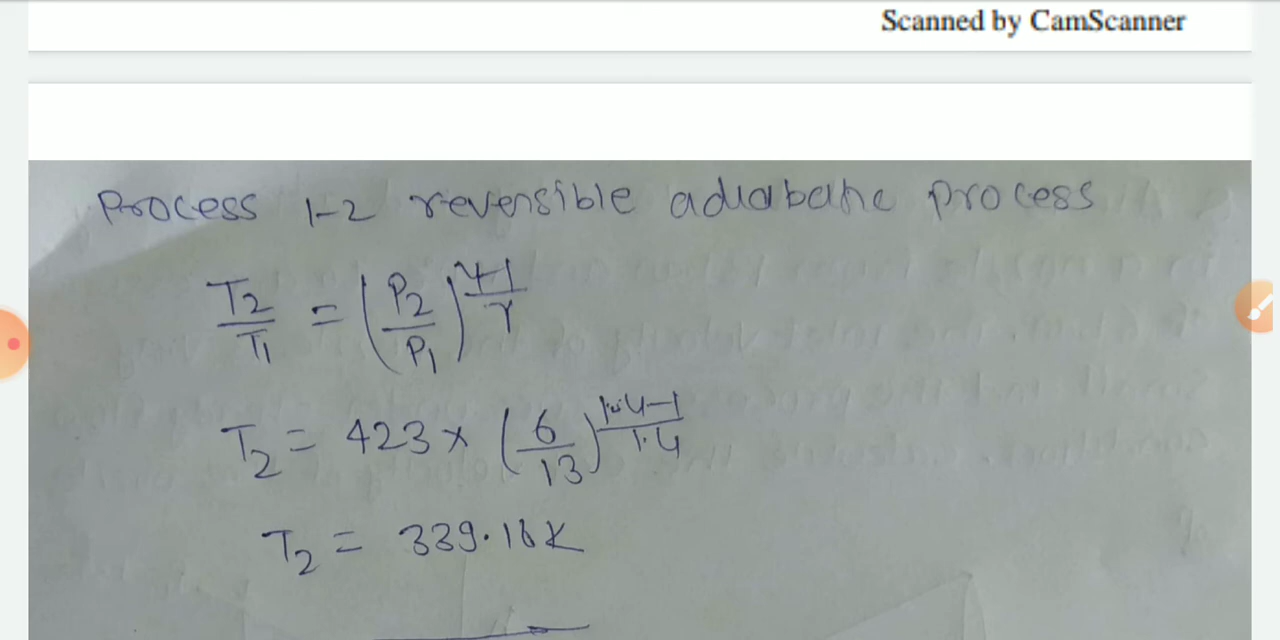 Scanned by CamScanner
Process 1-2 reversible adiabatic process
T2/T1 = (P2/P1)^(γ-1)/γ
T2 = 423 × (6/13)^(1.4-1)/1.4
T2 = 339.16K